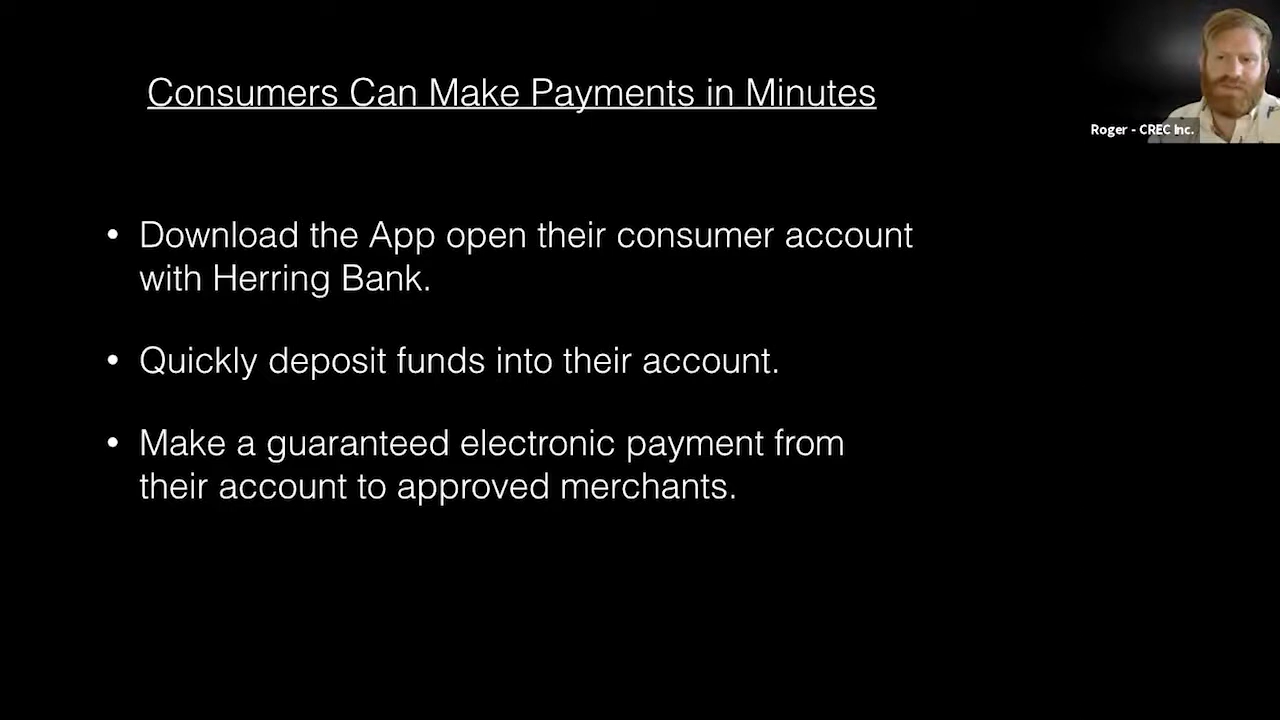 Consumers Can Make Payments in Minutes
Roger - CREC Inc.
• Download the App open their consumer account
with Herring Bank.
• Quickly deposit funds into their account.
• Make a guaranteed electronic payment from
their account to approved merchants.